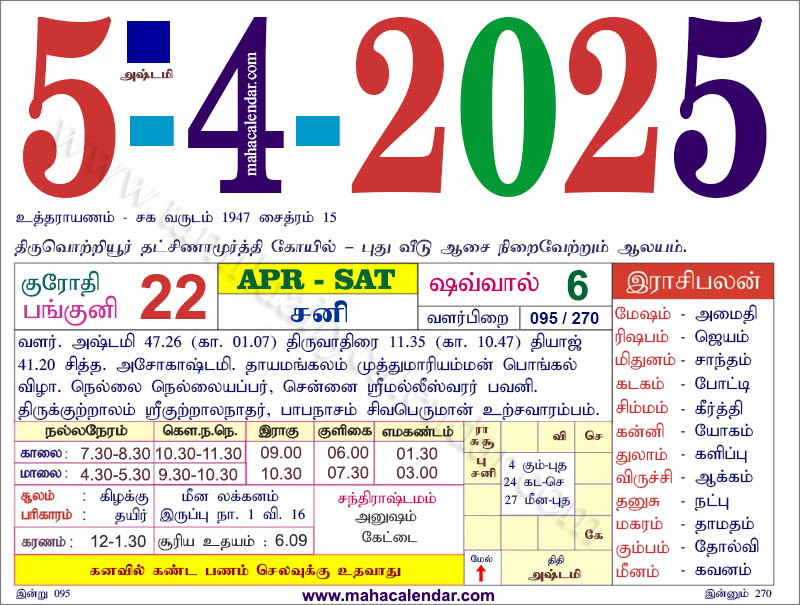 5-4-2025
அஷ்டமி
mahacalendar.com
உத்தராயணம் - சக வருடம் 1947 சைத்ரம் 15
திருவொற்றியூர் தட்சிணாமூர்த்தி கோயில் – புது வீடு ஆசை நிறைவேற்றும் ஆலயம்.
குரோதி
பங்குனி
22
APR - SAT
சனி
ஷவ்வால் 6
வளர்பிறை 095 / 270
வளர். அஷ்டமி 47.26 (கா. 01.07) திருவாதிரை 11.35 (கா. 10.47) தியாஜ்
41.20 சித்த. அசோகாஷ்டமி. தாயமங்கலம் முத்துமாரியம்மன் பொங்கல்
விழா. நெல்லை நெல்லையப்பர், சென்னை ஸ்ரீமல்லீஸ்வரர் பவனி.
திருக்குற்றாலம் ஸ்ரீகுற்றாலநாதர், பாபநாசம் சிவபெருமான் உற்சவாரம்பம்.
நல்லநேரம் கௌ.ந.நெ. இராகு குளிகை எமகண்டம்
காலை: 7.30-8.30 10.30-11.30 09.00 06.00 01.30
மாலை: 4.30-5.30 9.30-10.30 10.30 07.30 03.00
சூலம் : கிழக்கு
பரிகாரம் : தயிர்
மீன லக்கனம்
இருப்பு நா. 1 வி. 16
சந்திராஷ்டமம்
அனுஷம்
கேட்டை
கரணம்: 12-1.30 சூரிய உதயம் : 6.09
கனவில் கண்ட பணம் செலவுக்கு உதவாது
ரா
சுசூ
வி
செ
பு
சனி
4 கும்-புத
24 கட-செ
27 மீன்-புத
கே
மேல்
திதி
அஷ்டமி
இராசிபலன்
மேஷம் - அமைதி
ரிஷபம் - ஜெயம்
மிதுனம் - சாந்தம்
கடகம் - போட்டி
சிம்மம் - கீர்த்தி
கன்னி - யோகம்
துலாம் - களிப்பு
விருச்சி - ஆக்கம்
தனுசு - நட்பு
மகரம் - தாமதம்
கும்பம் - தோல்வி
மீனம் - கவனம்
இன்று 095
www.mahacalendar.com
இன்னும் 270